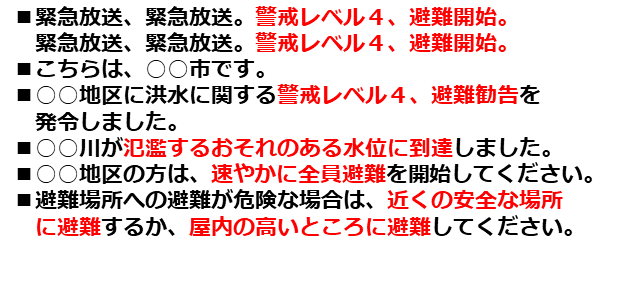 ■緊急放送、緊急放送。警戒レベル４、避難開始。
緊急放送、緊急放送。警戒レベル４、避難開始。
■こちらは、○○市です。
■○○地区に洪水に関する警戒レベル４、避難勧告を
発令しました。
■○○川が氾濫するおそれのある水位に到達しました。
■○○地区の方は、速やかに全員避難を開始してください。
■避難場所への避難が危険な場合は、近くの安全な場所
に避難するか、屋内の高いところに避難してください。